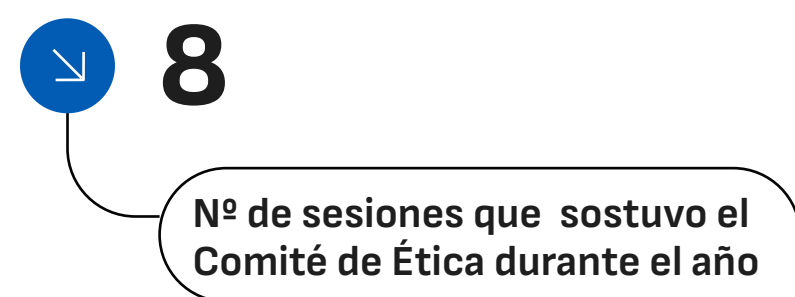 8
Nº de sesiones que sostuvo el
Comité de Ética durante el año